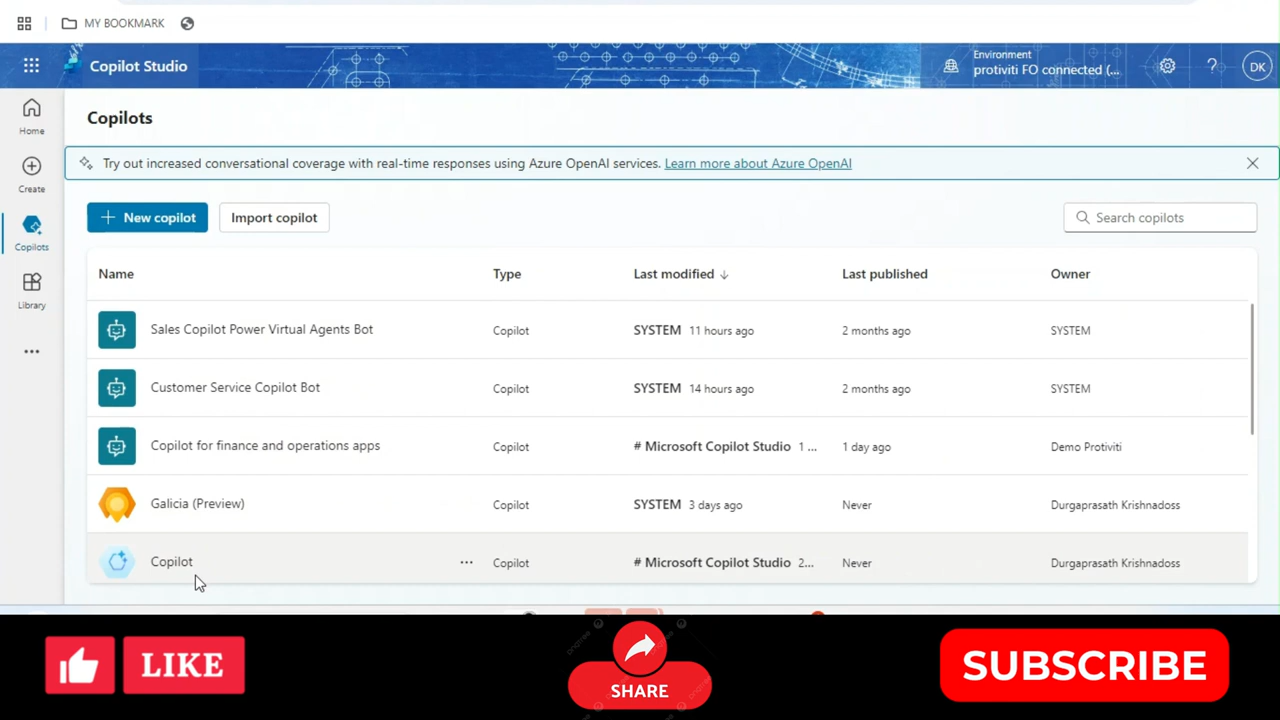 MY BOOKMARK
Copilot Studio
Environment
protiviti FO connected (...
DK
Home
Create
Copilots
Library
Copilots
Try out increased conversational coverage with real-time responses using Azure OpenAI services. Learn more about Azure OpenAI
New copilot Import copilot Search copilots
Name Type Last modified Last published Owner
Sales Copilot Power Virtual Agents Bot Copilot SYSTEM 11 hours ago 2 months ago SYSTEM
Customer Service Copilot Bot Copilot SYSTEM 14 hours ago 2 months ago SYSTEM
Copilot for finance and operations apps Copilot # Microsoft Copilot Studio 1 ... 1 day ago Demo Protiviti
Galicia (Preview) Copilot SYSTEM 3 days ago Never Durgaprasath Krishnadoss
Copilot ... Copilot # Microsoft Copilot Studio 2... Never Durgaprasath Krishnadoss
LIKE
SHARE
SUBSCRIBE